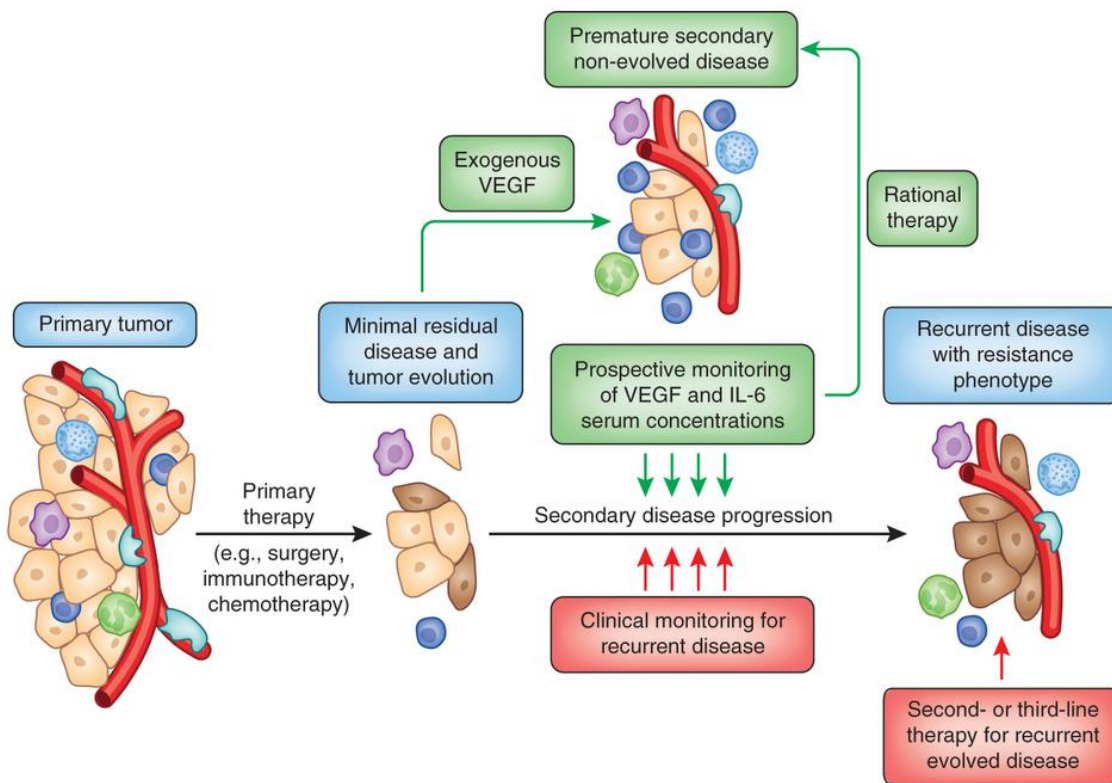 Premature secondary
non-evolved disease
Exogenous
VEGF
Rational
therapy
Primary tumor
Minimal residual
disease and
tumor evolution
Prospective monitoring
of VEGF and IL-6
serum concentrations
Recurrent disease
with resistance
phenotype
Primary
therapy
(e.g., surgery,
immunotherapy,
chemotherapy)
Secondary disease progression
Clinical monitoring for
recurrent disease
Second- or third-line
therapy for recurrent
evolved disease